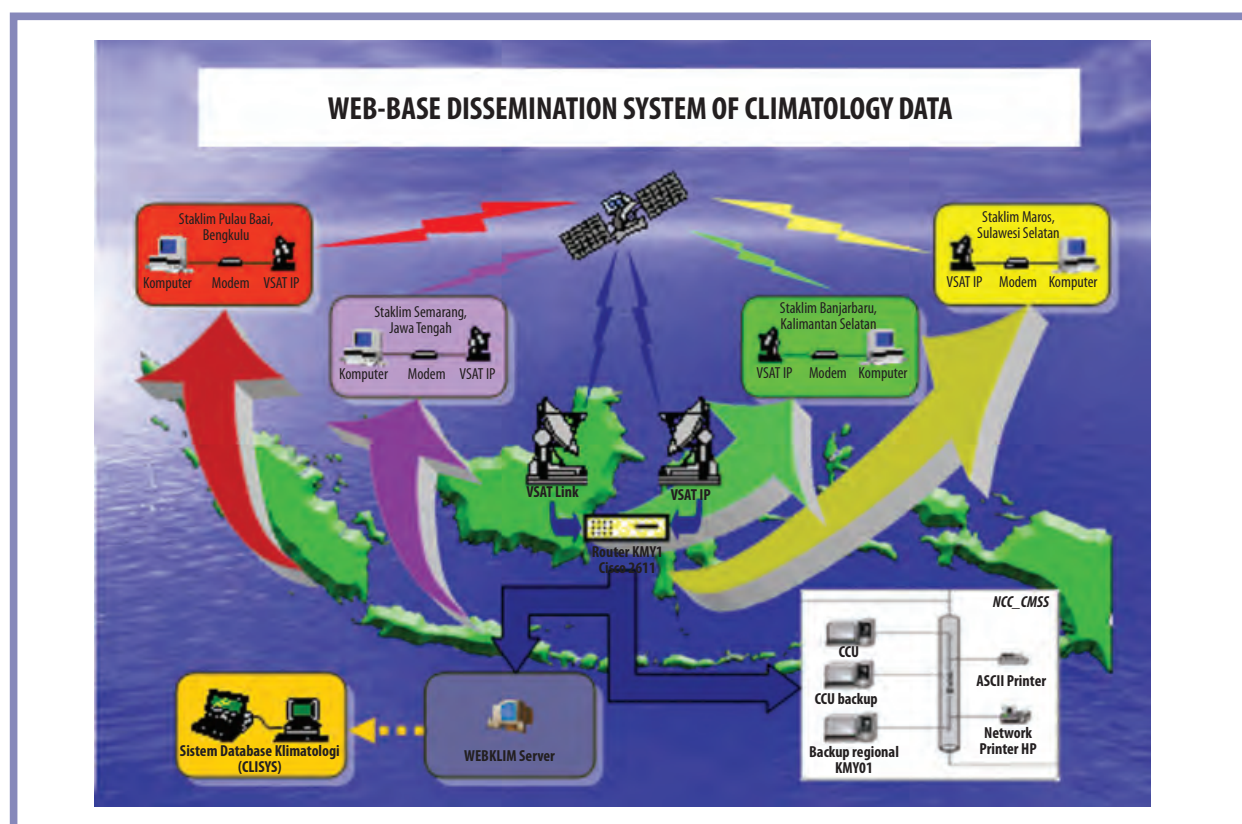 WEB-BASE DISSEMINATION SYSTEM OF CLIMATOLOGY DATA
Staklim Pulau Baai,
Bengkulu
Komputer Modem VSAT IP
Staklim Semarang,
Jawa Tengah
Komputer Modem VSAT IP
Staklim Banjarbaru,
Kalimantan Selatan
VSAT IP Modem Komputer
Staklim Maros,
Sulawesi Selatan
VSAT IP Modem Komputer
VSAT Link
VSAT IP
Router KMY1
Cisco 2611
NCC_CMSS
CCU
CCU backup
Backup regional
KMY01
ASCII Printer
Network
Printer HP
Sistem Database Klimatologi
(CLISYS)
WEBKLIM Server